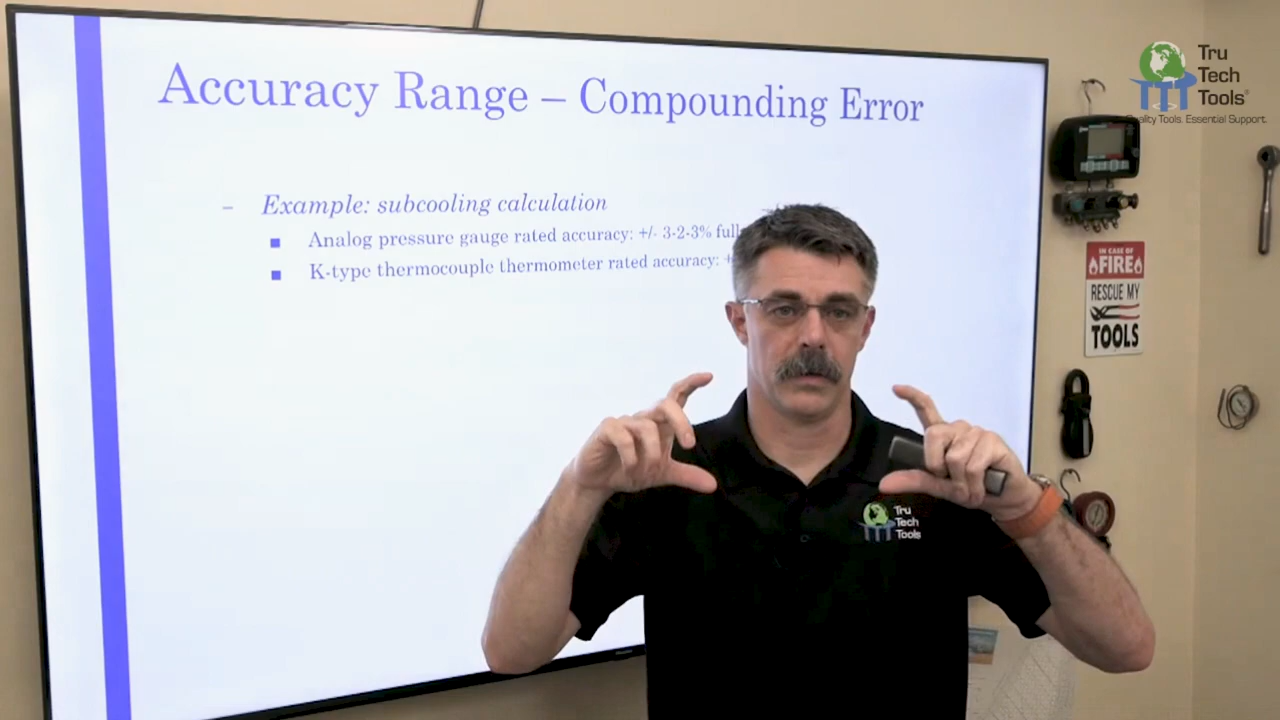 Accuracy Range – Compounding Error
– Example: subcooling calculation
■ Analog pressure gauge rated accuracy: +/- 3-2-3% full
■ K-type thermocouple thermometer rated accuracy: +
Tru
Tech
Tools®
Quality Tools. Essential Support.
IN CASE OF
FIRE
RESCUE MY
TOOLS
Tru
Tech
Tools